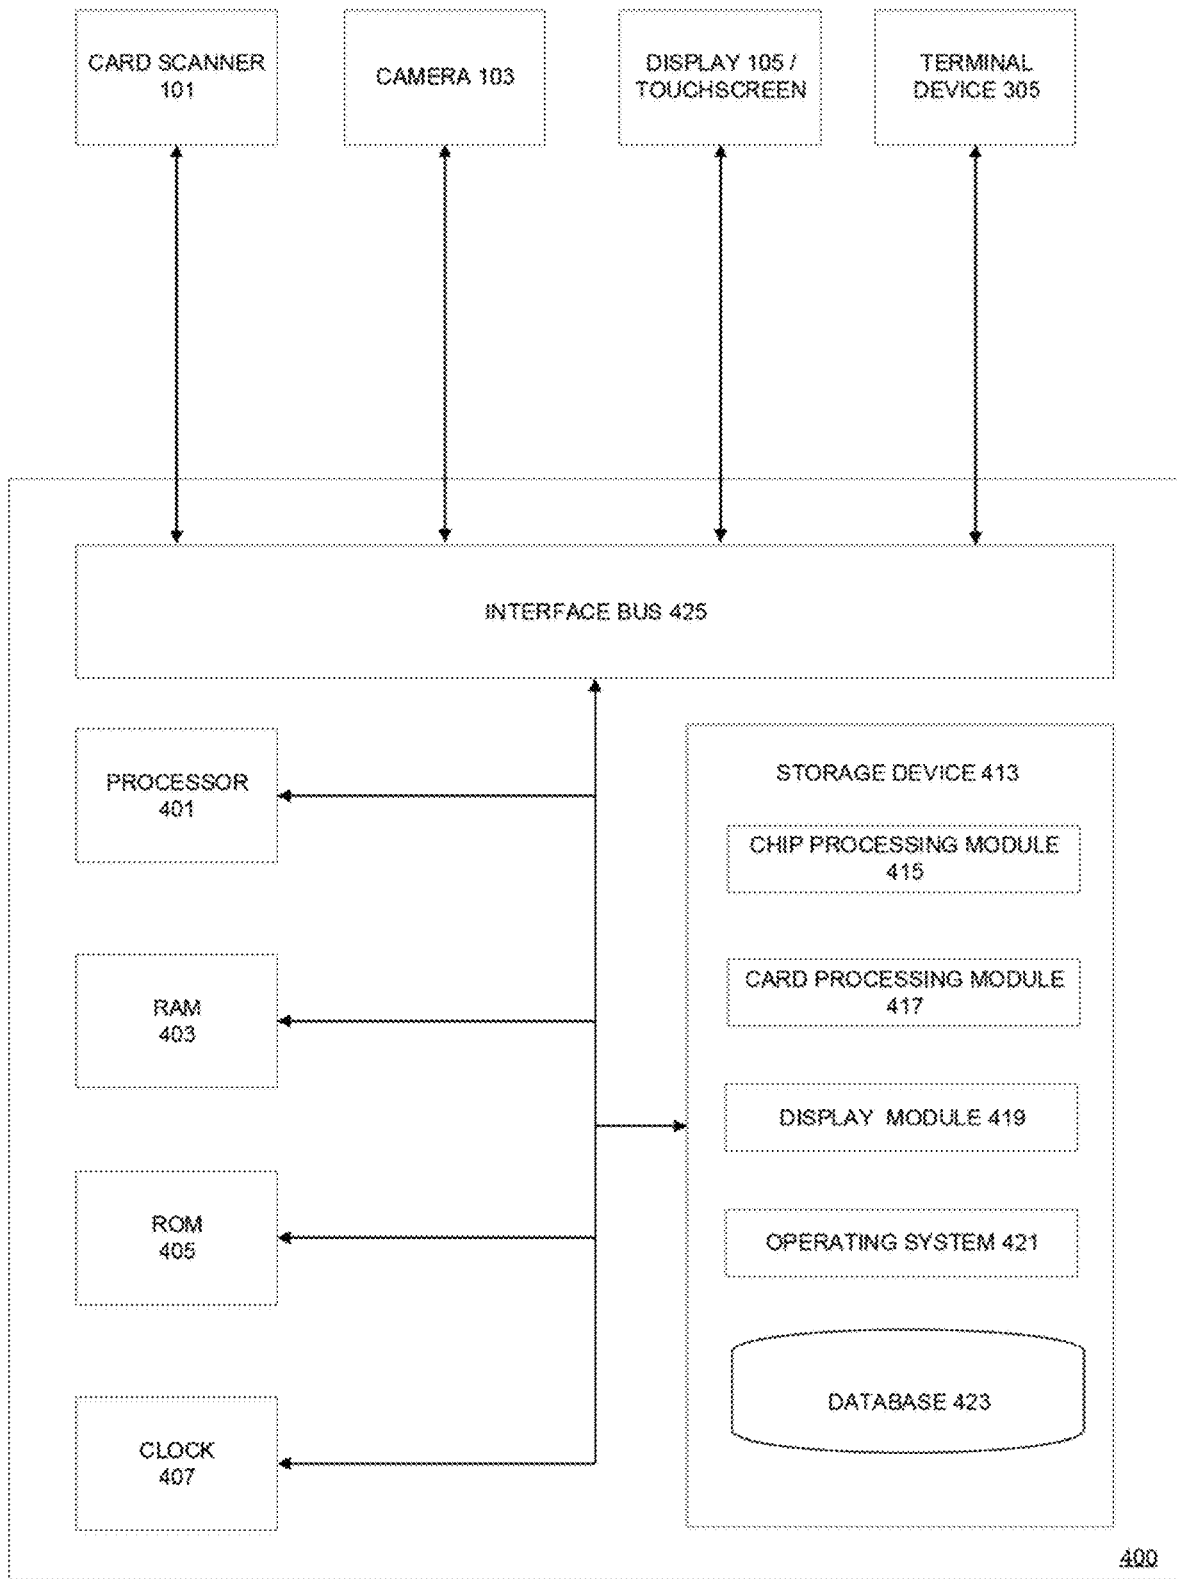 CARD SCANNER
101
CAMERA 103
DISPLAY 105 /
TOUCHSCREEN
TERMINAL
DEVICE 305
INTERFACE BUS 425
PROCESSOR
401
RAM
403
ROM
405
CLOCK
407
STORAGE DEVICE 413
CHIP PROCESSING MODULE
415
CARD PROCESSING MODULE
417
DISPLAY MODULE 419
OPERATING SYSTEM 421
DATABASE 423
400